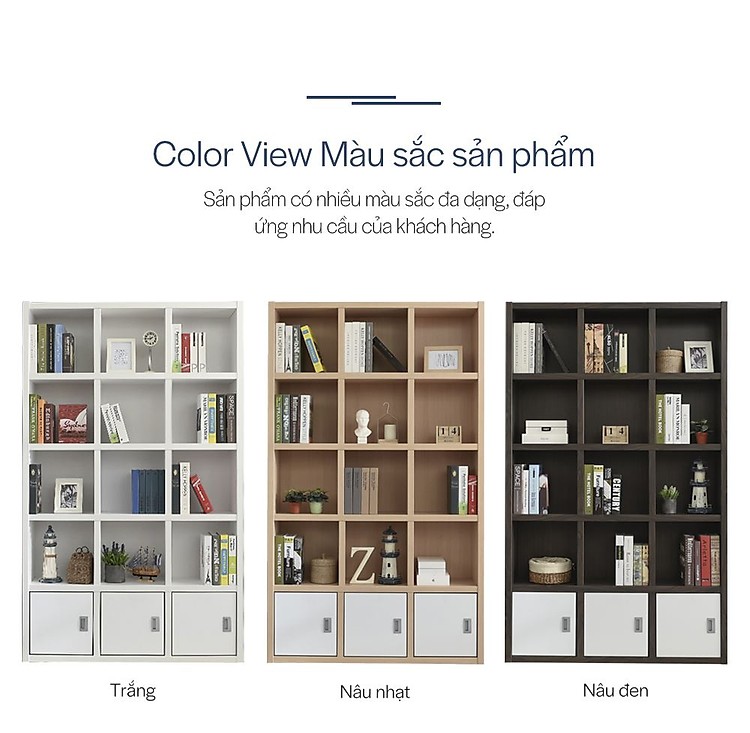 Color View Màu sắc sản phẩm
Sản phẩm có nhiều màu sắc đa dạng, đáp
ứng nhu cầu của khách hàng.
Trắng
Nâu nhạt
Nâu đen